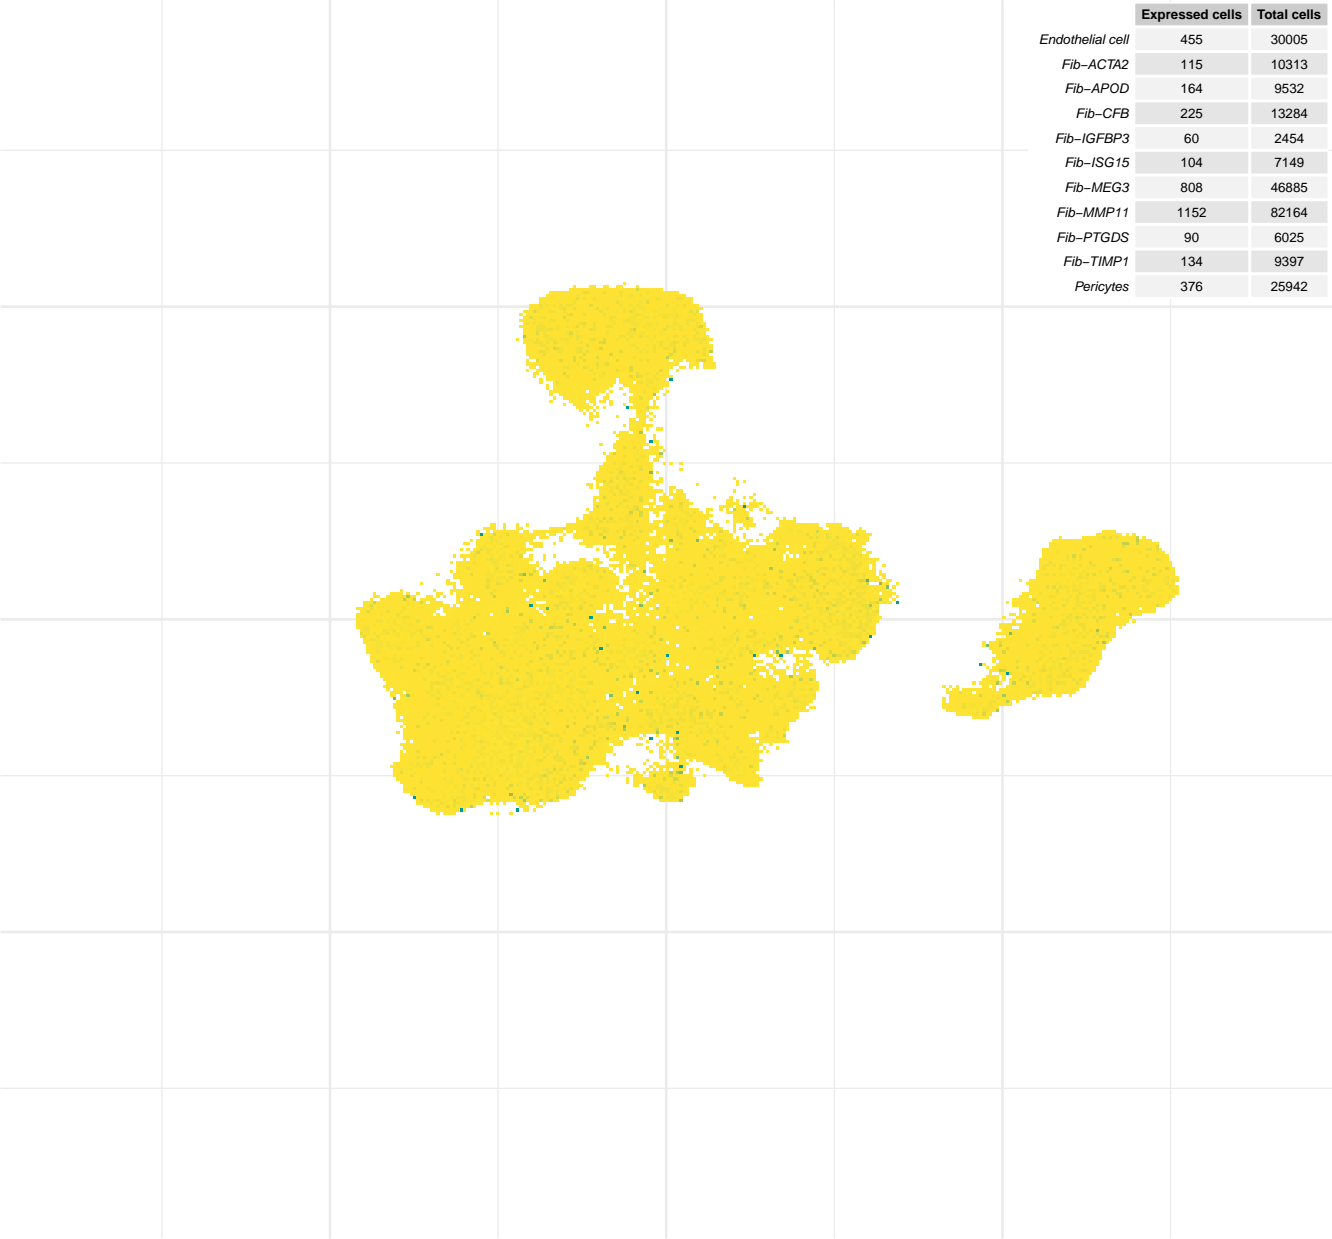 Expressed cells Total cells
Endothelial cell 455 30005
Fib−ACTA2 115 10313
Fib−APOD 164 9532
Fib−CFB 225 13284
Fib−IGFBP3 60 2454
Fib−ISG15 104 7149
Fib−MEG3 808 46885
Fib−MMP11 1152 82164
Fib−PTGDS 90 6025
Fib−TIMP1 134 9397
Pericytes 376 25942